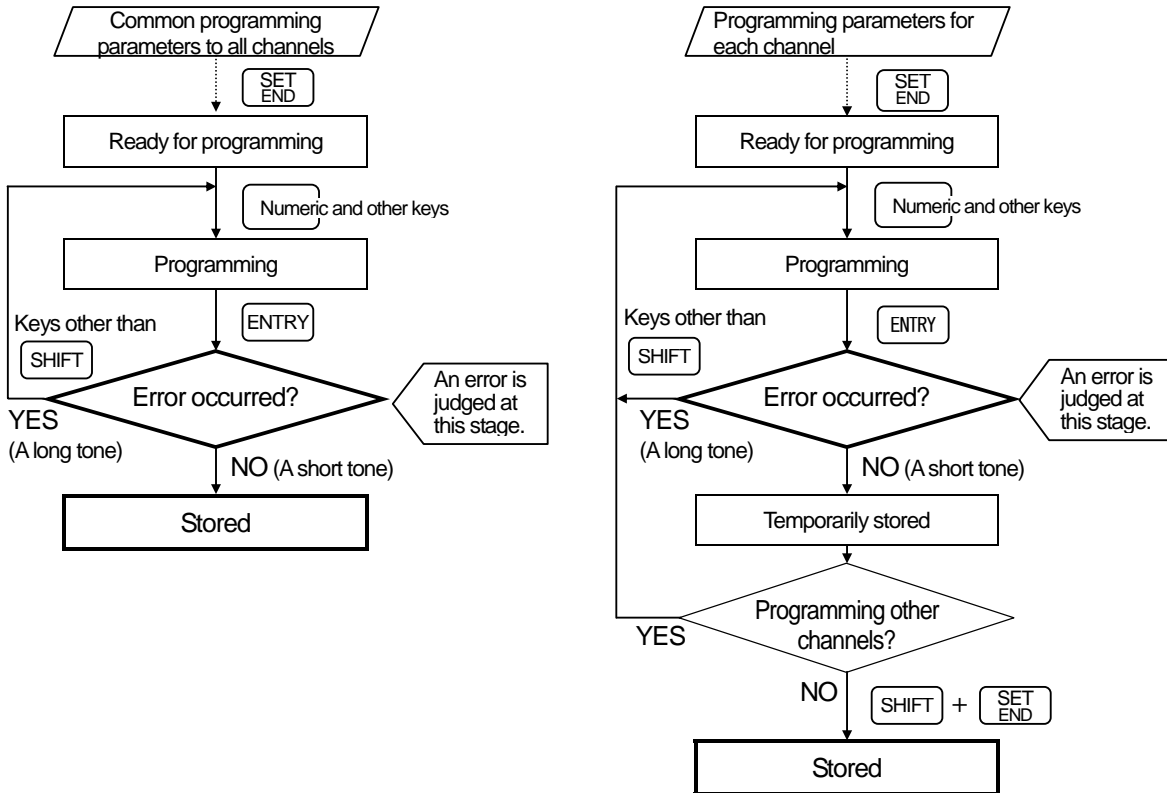 Common programming
parameters to all channels
SET
END
Ready for programming
Numeric and other keys
Programming
Keys other than
ENTRY
SHIFT
Error occurred?
An error is
judged at
this stage.
YES
(A long tone)
NO (A short tone)
Stored
Programming parameters for
each channel
SET
END
Ready for programming
Numeric and other keys
Programming
Keys other than
ENTRY
SHIFT
Error occurred?
An error is
judged at
this stage.
YES
(A long tone)
NO (A short tone)
Temporarily stored
Programming other
channels?
YES
NO
SHIFT + SET
END
Stored